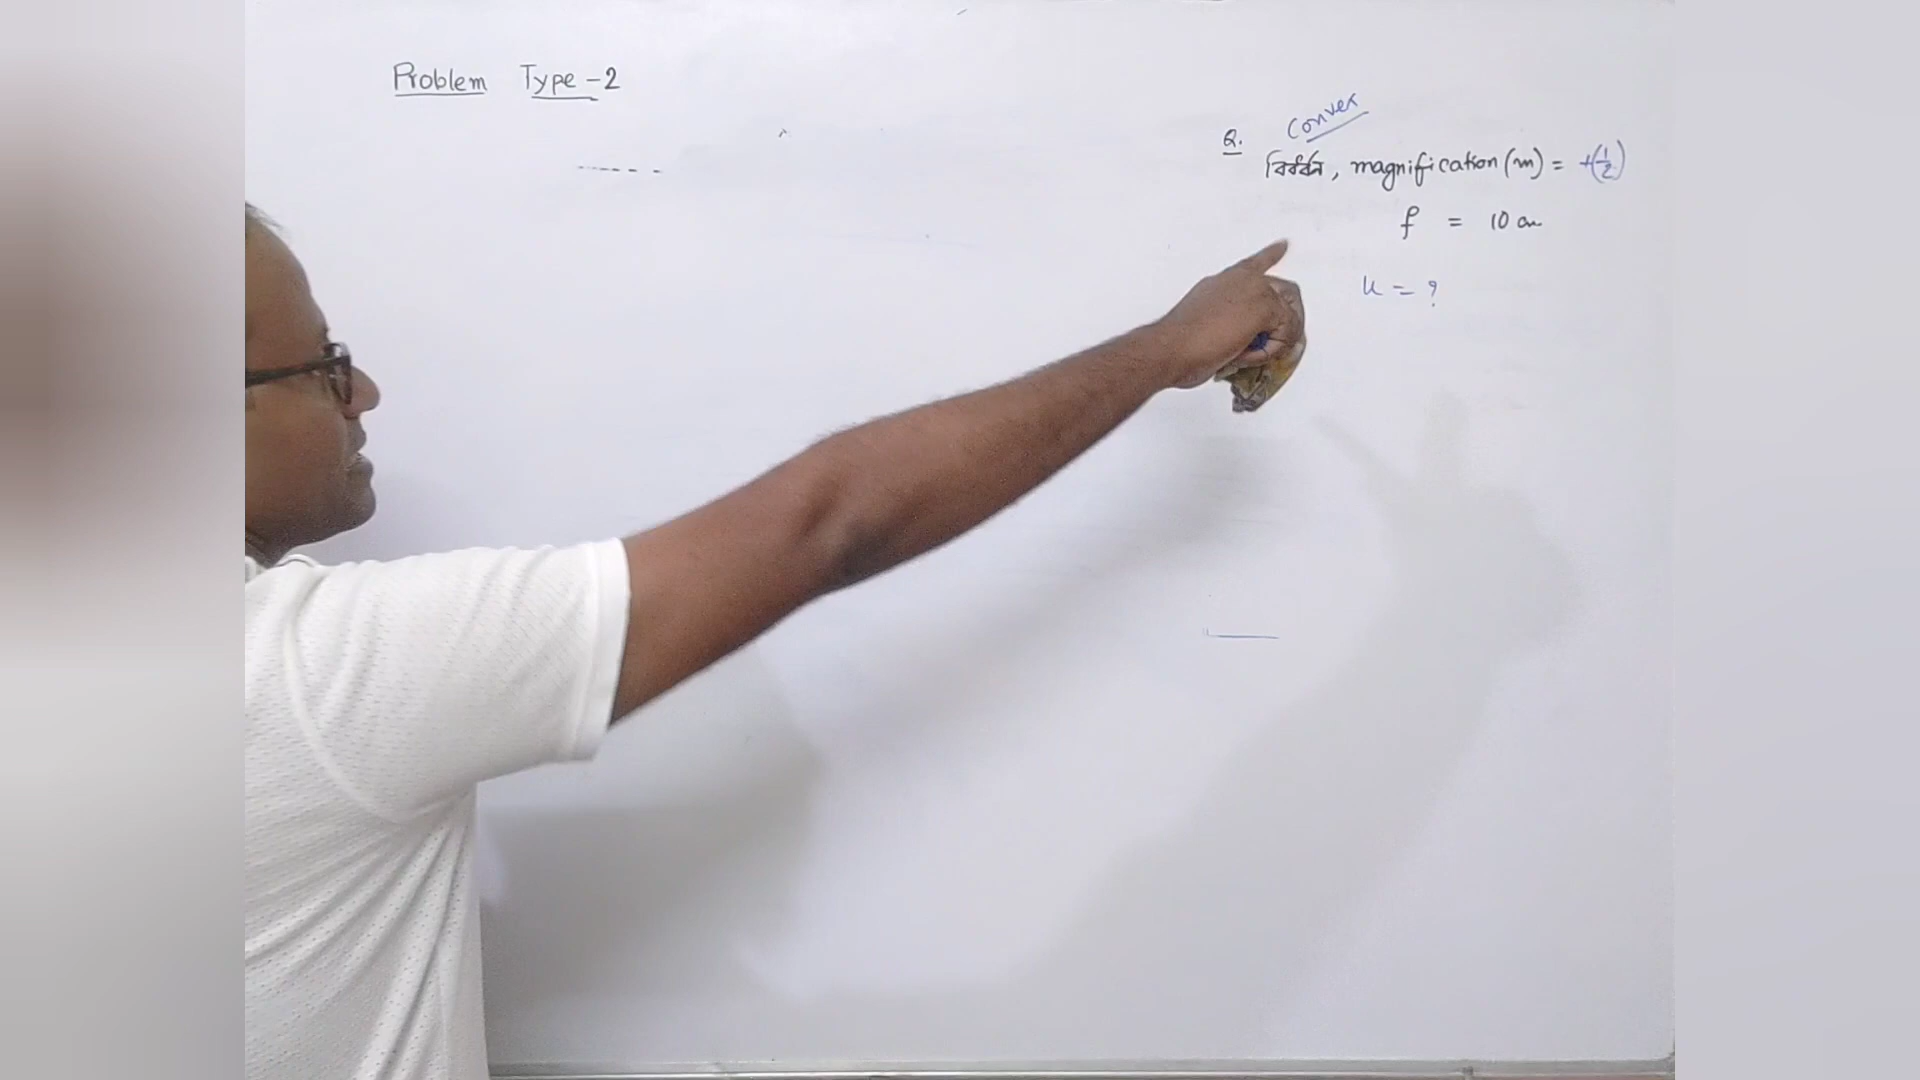 Problem Type-2
Convex
Q. বিবর্ধন, magnification (m) = +(1/2)
f = 10 cm
u = ?